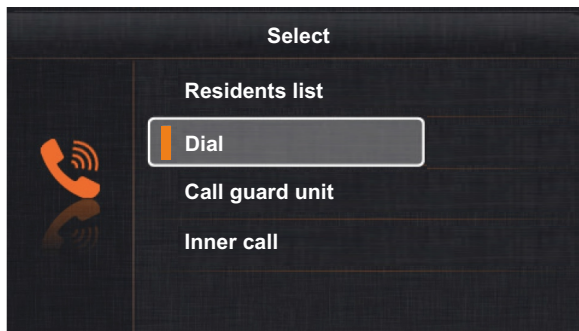 Select
Residents list
Dial
Call guard unit
Inner call